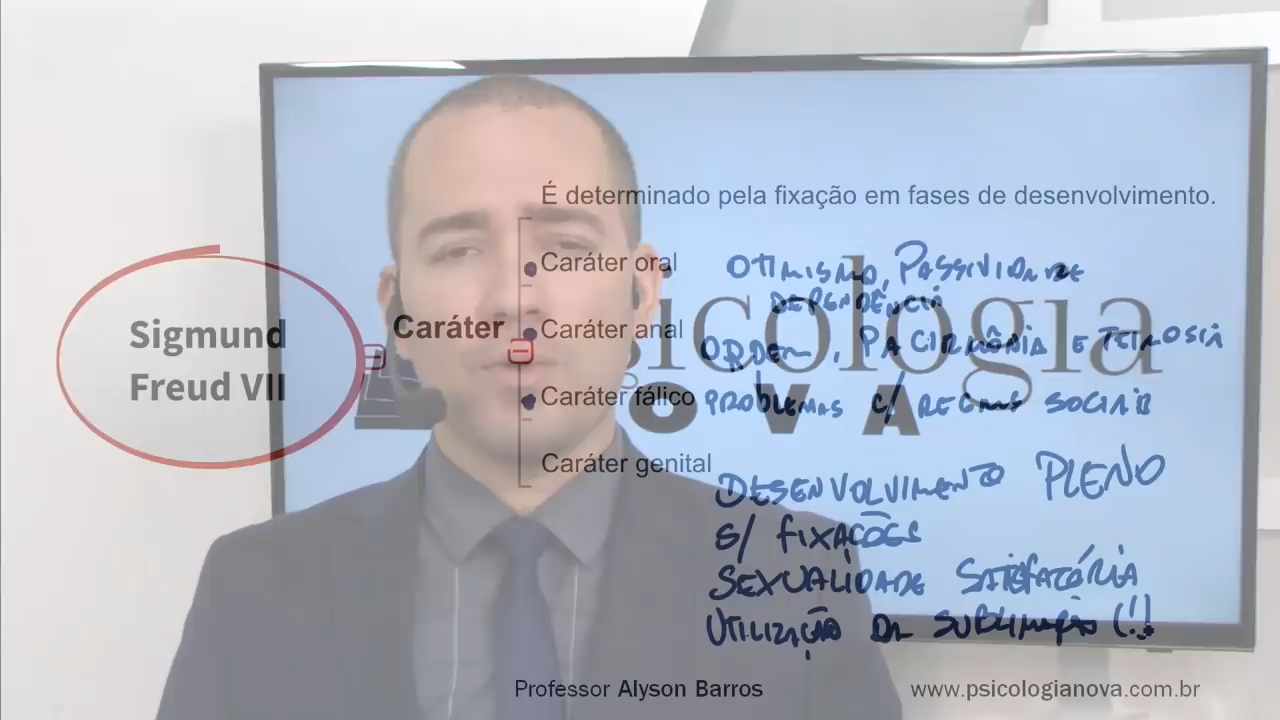 É determinado pela fixação em fases de desenvolvimento.
Caráter oral
OTIMISMO, PASSIVIDADE
DEPENDÊNCIA
Sigmund
Freud VII
Caráter
Caráter anal
ORDEM, PARCIMÔNIA E TEIMOSIA
Caráter fálico
PROBLEMAS C/ REGRAS SOCIAIS
Caráter genital
DESENVOLVIMENTO PLENO
S/ FIXAÇÕES
SEXUALIDADE SATISFATÓRIA
UTILIZAÇÃO DA SUBLIMAÇÃO (!)
sicologia
OVA
Professor Alyson Barros
www.psicologianova.com.br